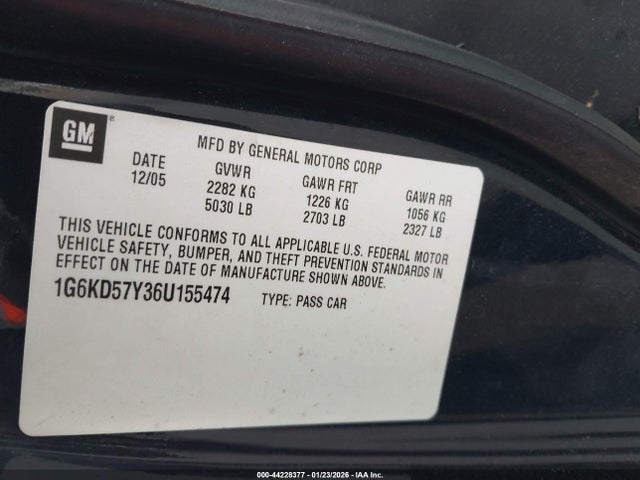 GM®
MFD BY GENERAL MOTORS CORP
DATE GVWR GAWR FRT GAWR RR
12/05 2282 KG 1226 KG 1056 KG
5030 LB 2703 LB 2327 LB
THIS VEHICLE CONFORMS TO ALL APPLICABLE U.S. FEDERAL MOTOR
VEHICLE SAFETY, BUMPER, AND THEFT PREVENTION STANDARDS IN
EFFECT ON THE DATE OF MANUFACTURE SHOWN ABOVE.
1G6KD57Y36U155474 TYPE: PASS CAR
000-44228377 - 01/23/2026 - IAA Inc.